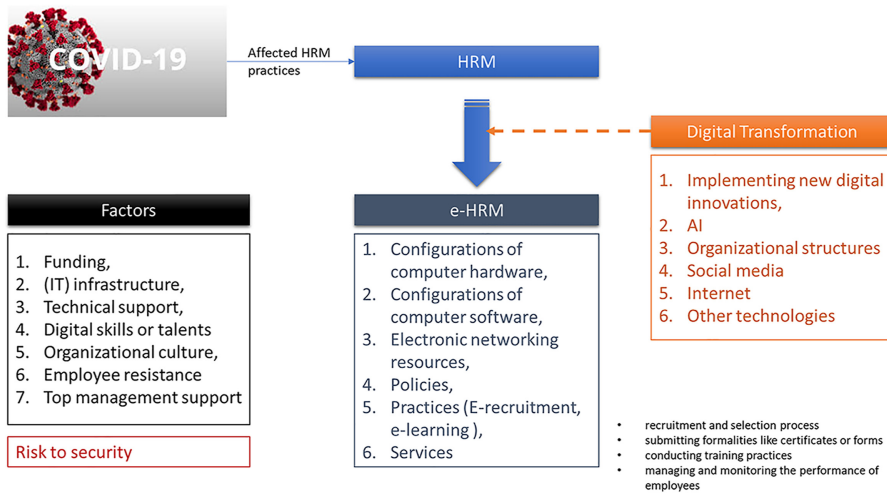 COVID-19
Affected HRM
practices
HRM
Digital Transformation
1. Implementing new digital
innovations,
2. AI
3. Organizational structures
4. Social media
5. Internet
6. Other technologies
Factors
1. Funding,
2. (IT) infrastructure,
3. Technical support,
4. Digital skills or talents
5. Organizational culture,
6. Employee resistance
7. Top management support
Risk to security
e-HRM
1. Configurations of
computer hardware,
2. Configurations of
computer software,
3. Electronic networking
resources,
4. Policies,
5. Practices (E-recruitment,
e-learning ),
6. Services
• recruitment and selection process
• submitting formalities like certificates or forms
• conducting training practices
• managing and monitoring the performance of
employees